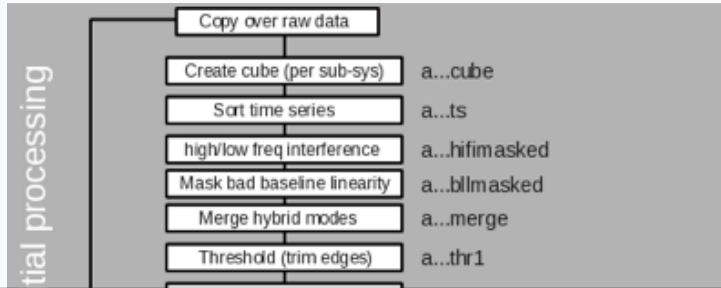 Copy over raw data
Create cube (per sub-sys) a...cube
Sort time series a...ts
high/low freq interference a...hifimasked
Mask bad baseline linearity a...bllmasked
Merge hybrid modes a...merge
Threshold (trim edges) a...thr1
tial processing